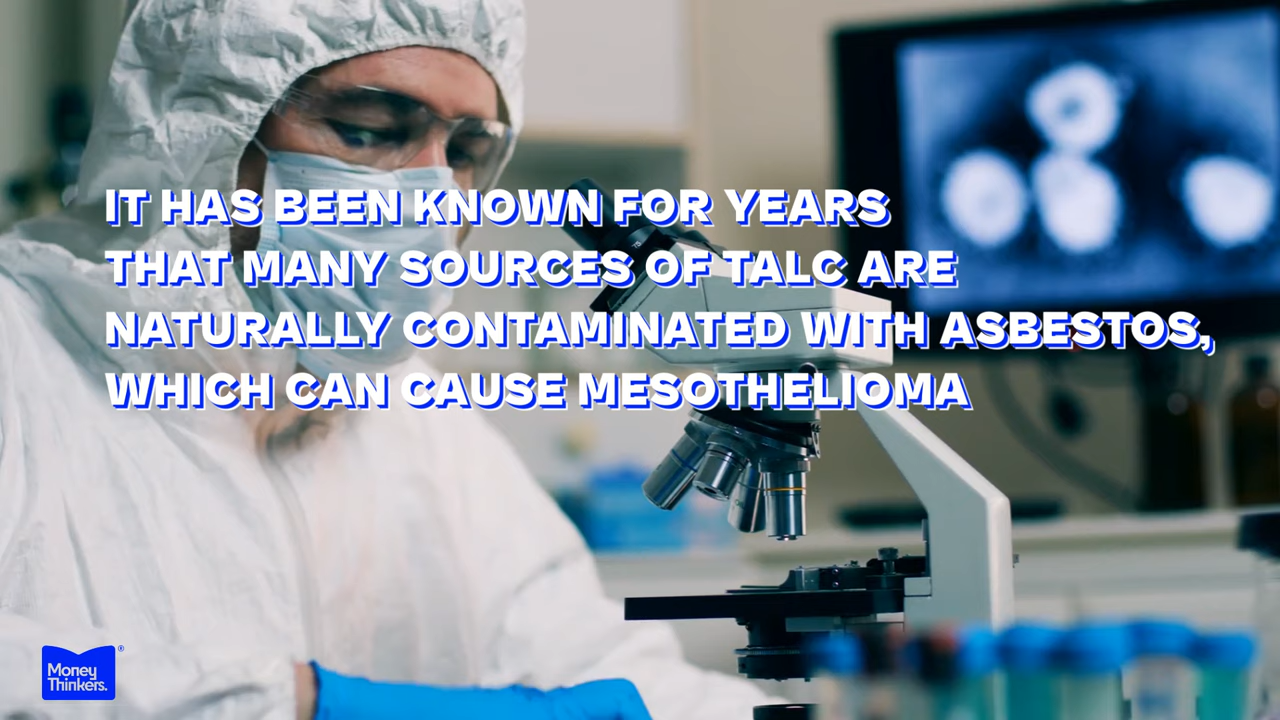 IT HAS BEEN KNOWN FOR YEARS
THAT MANY SOURCES OF TALC ARE
NATURALLY CONTAMINATED WITH ASBESTOS,
WHICH CAN CAUSE MESOTHELIOMA
Money
Thinkers.
®